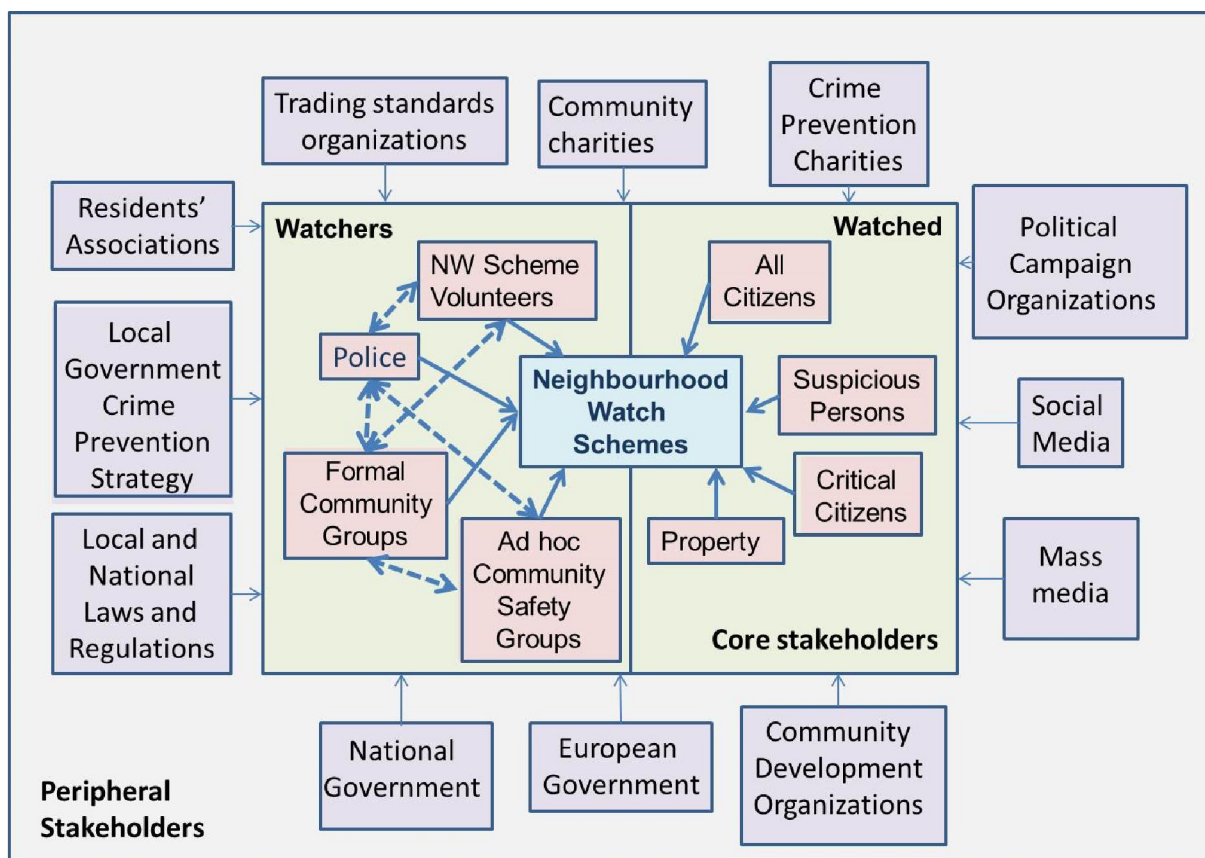 Trading standards
organizations
Community
charities
Crime
Prevention
Charities
Residents’
Associations
Political
Campaign
Organizations
Local
Government
Crime
Prevention
Strategy
Social
Media
Local and
National
Laws and
Regulations
Mass
media
National
Government
European
Government
Community
Development
Organizations
Peripheral
Stakeholders
Watchers
NW Scheme
Volunteers
Police
Formal
Community
Groups
Ad hoc
Community
Safety
Groups
Neighbourhood
Watch
Schemes
Watched
All
Citizens
Suspicious
Persons
Critical
Citizens
Property
Core stakeholders